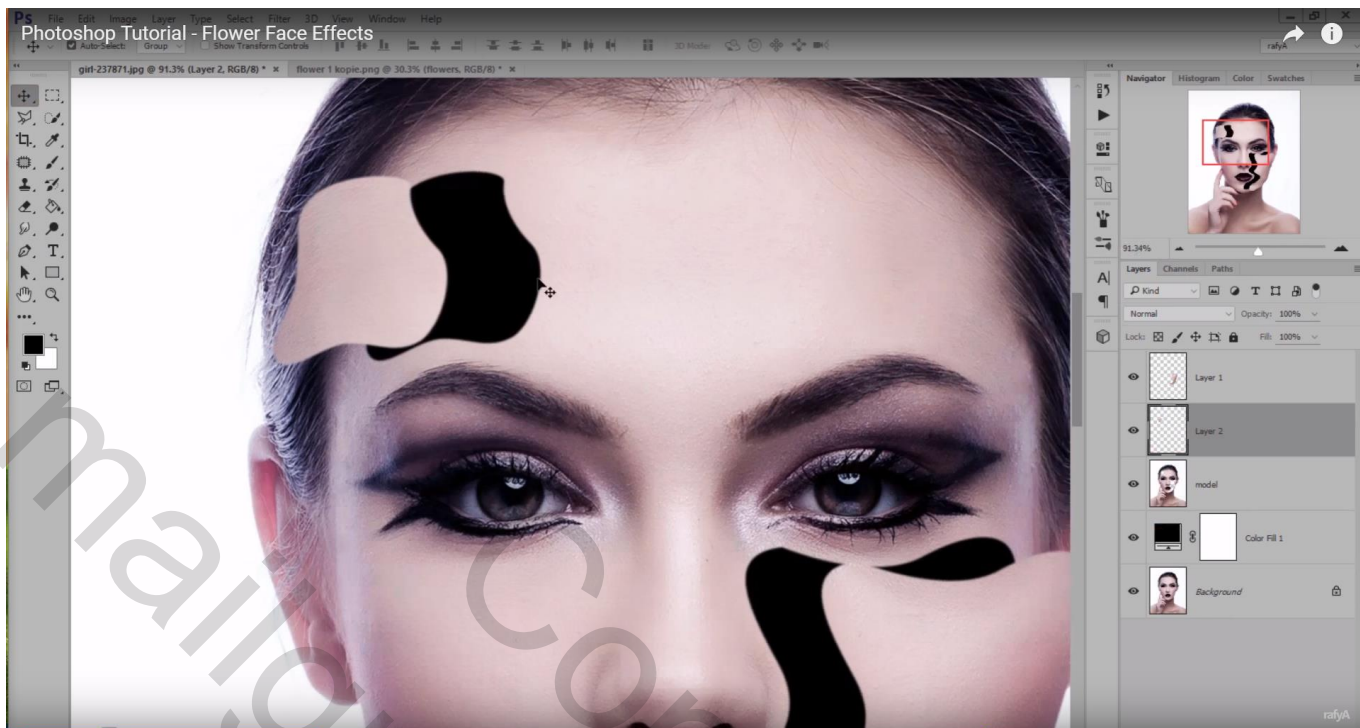 Ps File Edit Image Layer Type Select Filter 3D View Window Help
Photoshop Tutorial - Flower Face Effects
Auto-Select: Group Show Transform Controls 3D Mode: rafyA
girl-237871.jpg @ 91.3% (Layer 2, RGB/8) * × flower 1 kopie.png @ 30.3% (flowers, RGB/8) * ×
Navigator Histogram Color Swatches
91.34%
Layers Channels Paths
Kind
Normal Opacity: 100%
Lock: Fill: 100%
Layer 1
Layer 2
model
Color Fill 1
Background
rafyA